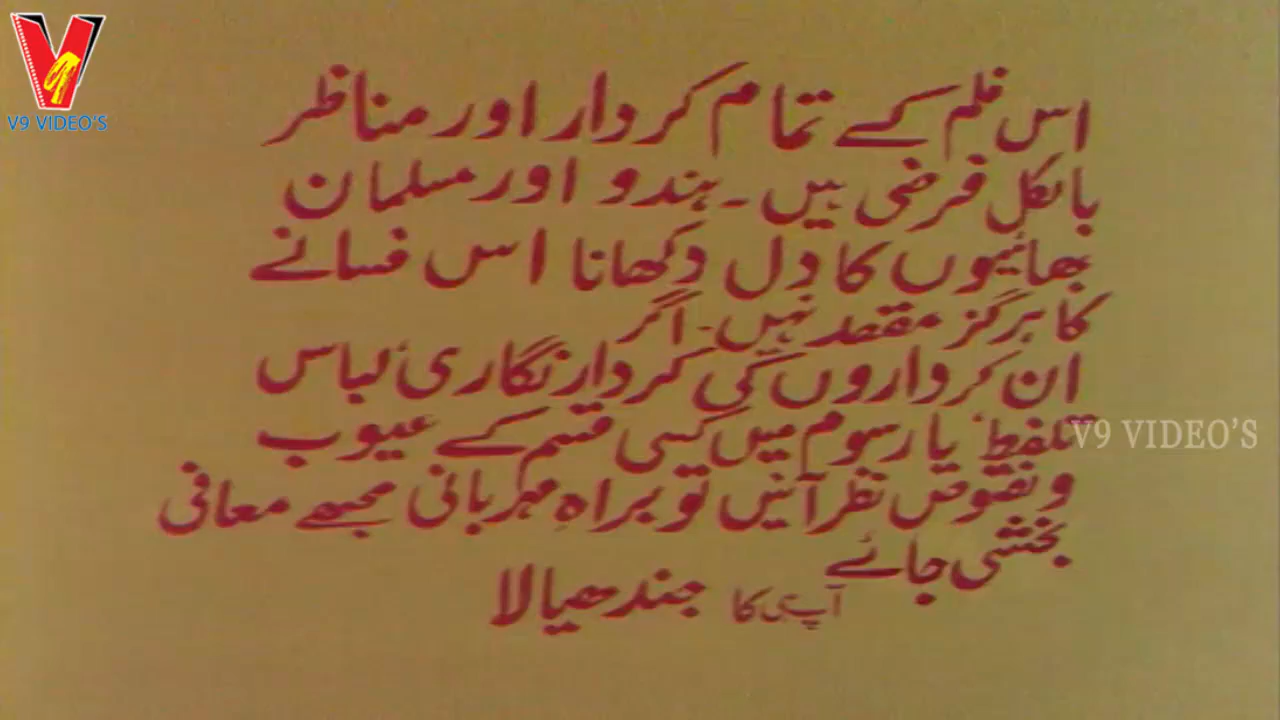 V9 VIDEO'S
اس فلم کے تمام کردار اور مناظر
بالکل فرضی ہیں۔ ہندو اور مسلمان
بھائیوں کا دل دکھانا اس فسانے
کا ہرگز مقصد نہیں۔ اگر
ان کرداروں کی کردار نگاری، لباس
تلفظ یا رسوم میں کسی قسم کے عیوب
V9 VIDEO'S
و نقوص نظر آئیں تو براہِ مہربانی مجھے معافی
بخشی جائے
آپ ہی کا جندھیالا